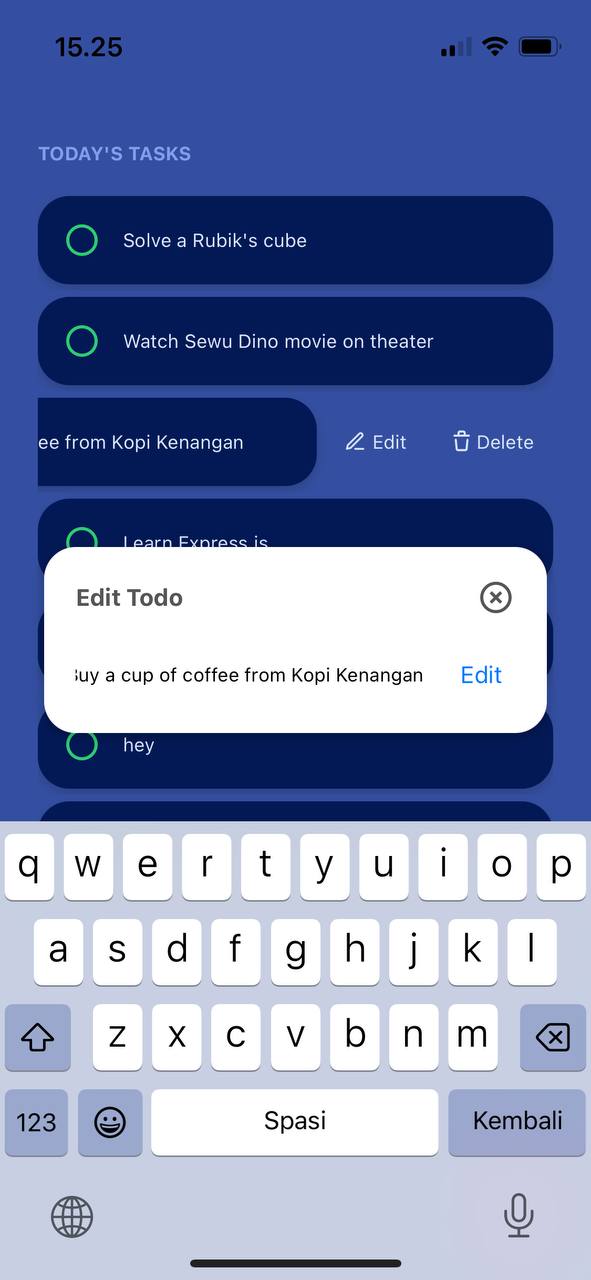 15.25
TODAY'S TASKS
Solve a Rubik's cube
Watch Sewu Dino movie on theater
ee from Kopi Kenangan Edit Delete
Learn Express js
Edit Todo
Buy a cup of coffee from Kopi Kenangan Edit
hey
q w e r t y u i o p
a s d f g h j k l
z x c v b n m
123 Spasi Kembali